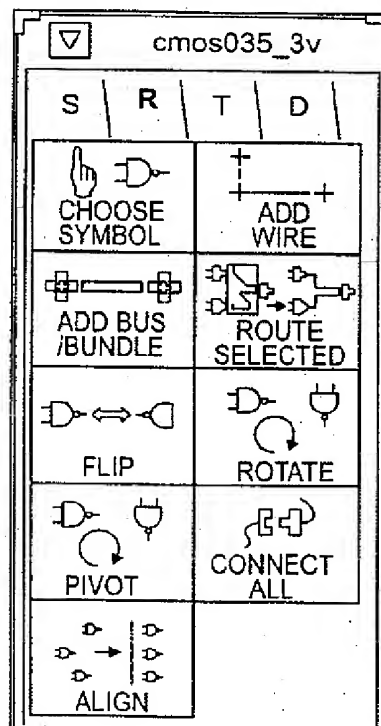 cmos035_3v
S R T D
CHOOSE
SYMBOL
ADD
WIRE
ADD BUS
/BUNDLE
ROUTE
SELECTED
FLIP
ROTATE
PIVOT
CONNECT
ALL
ALIGN